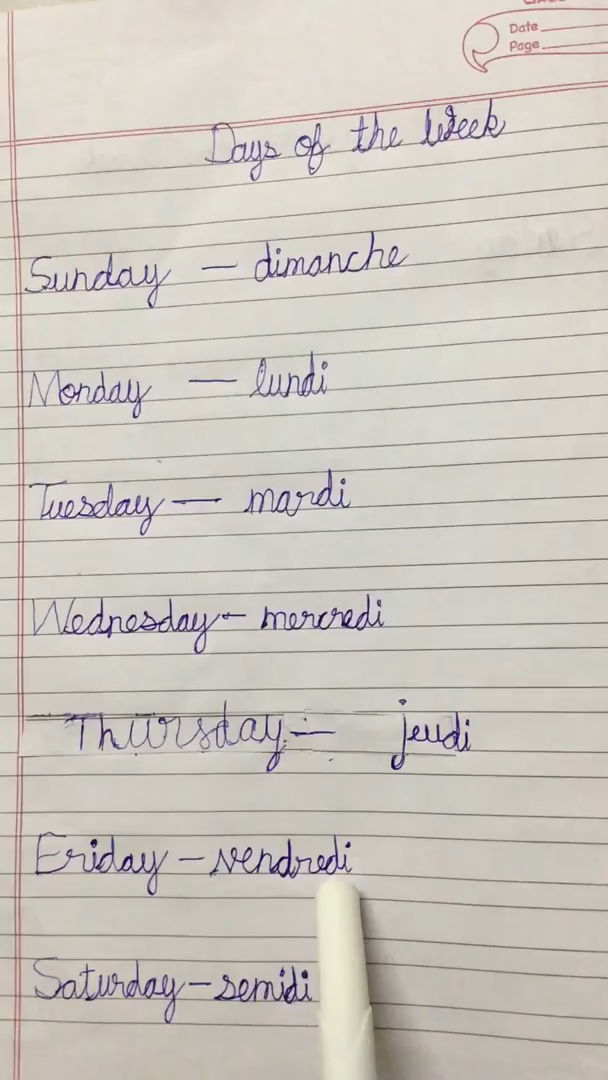 Date
Page
Days of the Week
Sunday — dimanche
Monday — lundi
Tuesday — mardi
Wednesday - mercredi
Thursday — jeudi
Friday - vendredi
Saturday - semidi